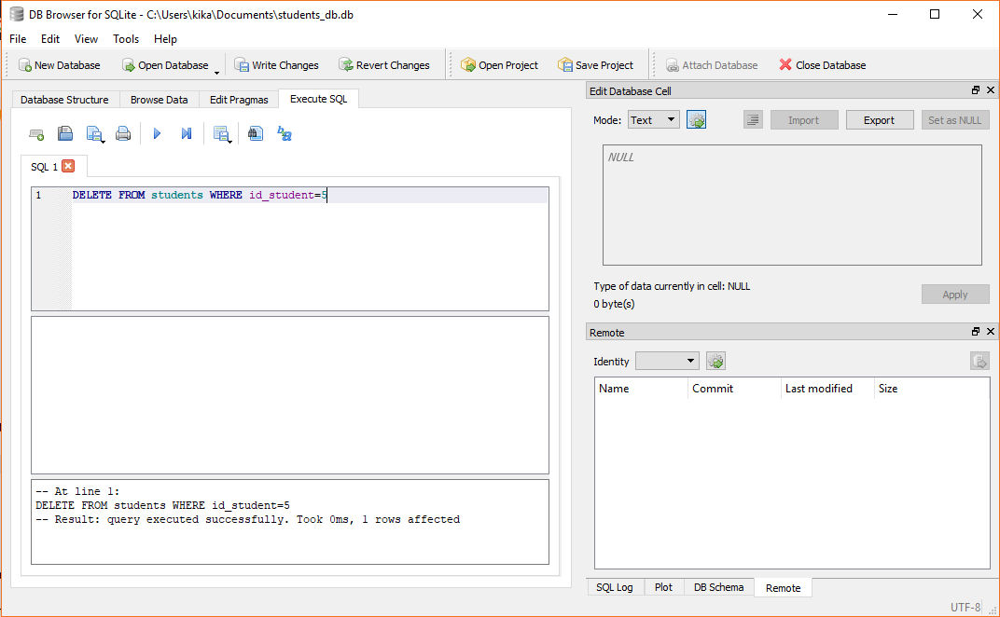 DB Browser for SQLite - C:\Users\kika\Documents\students_db.db
File Edit View Tools Help
New Database Open Database Write Changes Revert Changes Open Project Save Project Attach Database Close Database
Database Structure Browse Data Edit Pragmas Execute SQL
SQL 1
1 DELETE FROM students WHERE id_student=5
-- At line 1:
DELETE FROM students WHERE id_student=5
-- Result: query executed successfully. Took 0ms, 1 rows affected
Edit Database Cell
Mode: Text Import Export Set as NULL
NULL
Type of data currently in cell: NULL
0 byte(s)
Apply
Remote
Identity
Name Commit Last modified Size
SQL Log Plot DB Schema Remote
UTF-8